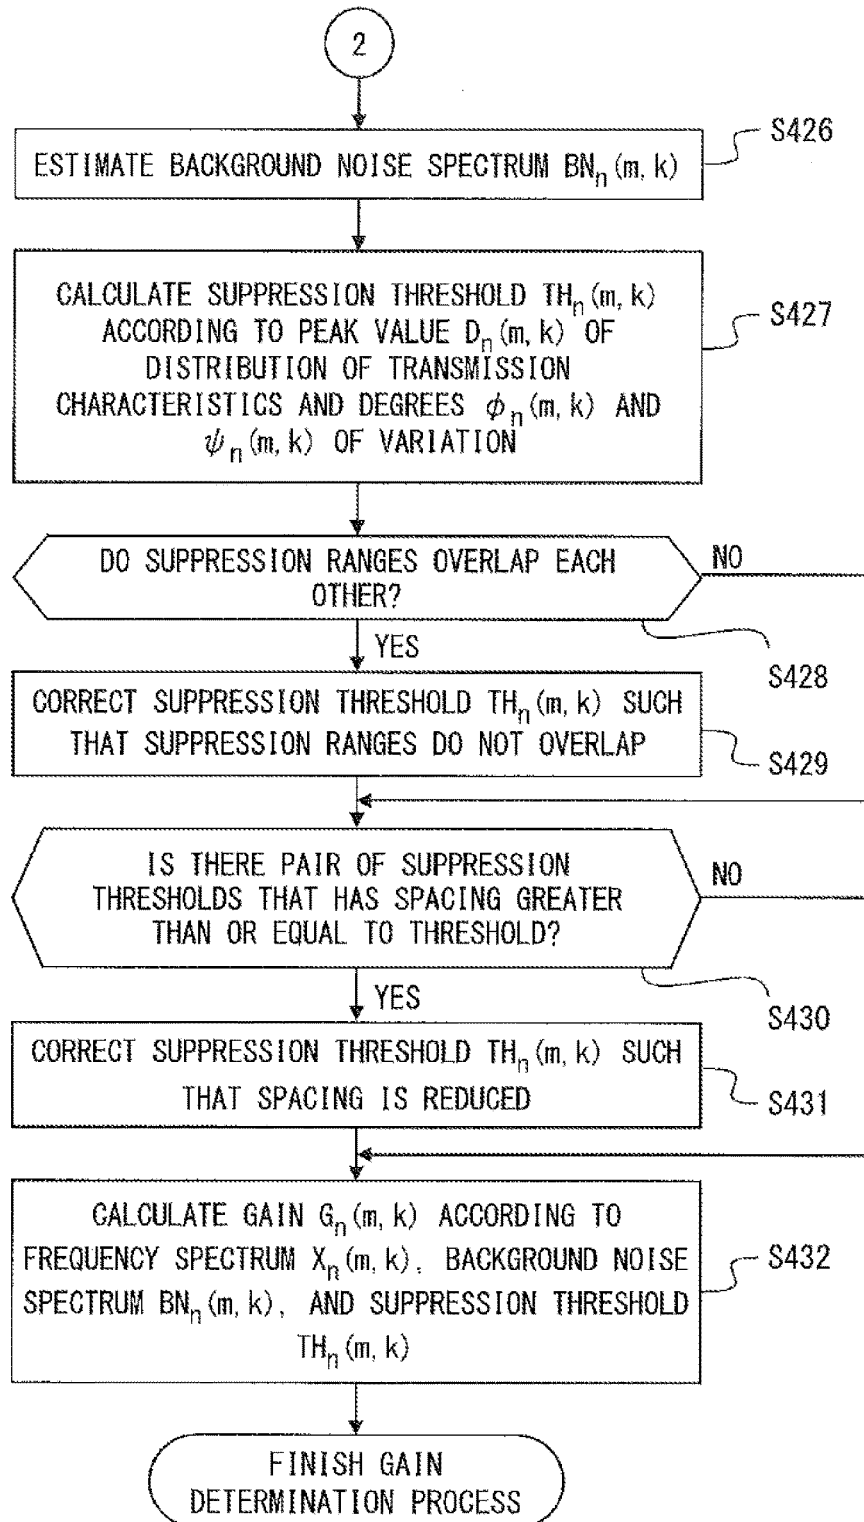 2
ESTIMATE BACKGROUND NOISE SPECTRUM BNn(m, k)
S426
CALCULATE SUPPRESSION THRESHOLD THn(m, k)
ACCORDING TO PEAK VALUE Dn(m, k) OF
DISTRIBUTION OF TRANSMISSION
CHARACTERISTICS AND DEGREES ϕn(m, k) AND
ψn(m, k) OF VARIATION
S427
DO SUPPRESSION RANGES OVERLAP EACH
OTHER?
NO
YES
S428
CORRECT SUPPRESSION THRESHOLD THn(m, k) SUCH
THAT SUPPRESSION RANGES DO NOT OVERLAP
S429
IS THERE PAIR OF SUPPRESSION
THRESHOLDS THAT HAS SPACING GREATER
THAN OR EQUAL TO THRESHOLD?
NO
YES
S430
CORRECT SUPPRESSION THRESHOLD THn(m, k) SUCH
THAT SPACING IS REDUCED
S431
CALCULATE GAIN Gn(m, k) ACCORDING TO
FREQUENCY SPECTRUM Xn(m, k), BACKGROUND NOISE
SPECTRUM BNn(m, k), AND SUPPRESSION THRESHOLD
THn(m, k)
S432
FINISH GAIN
DETERMINATION PROCESS